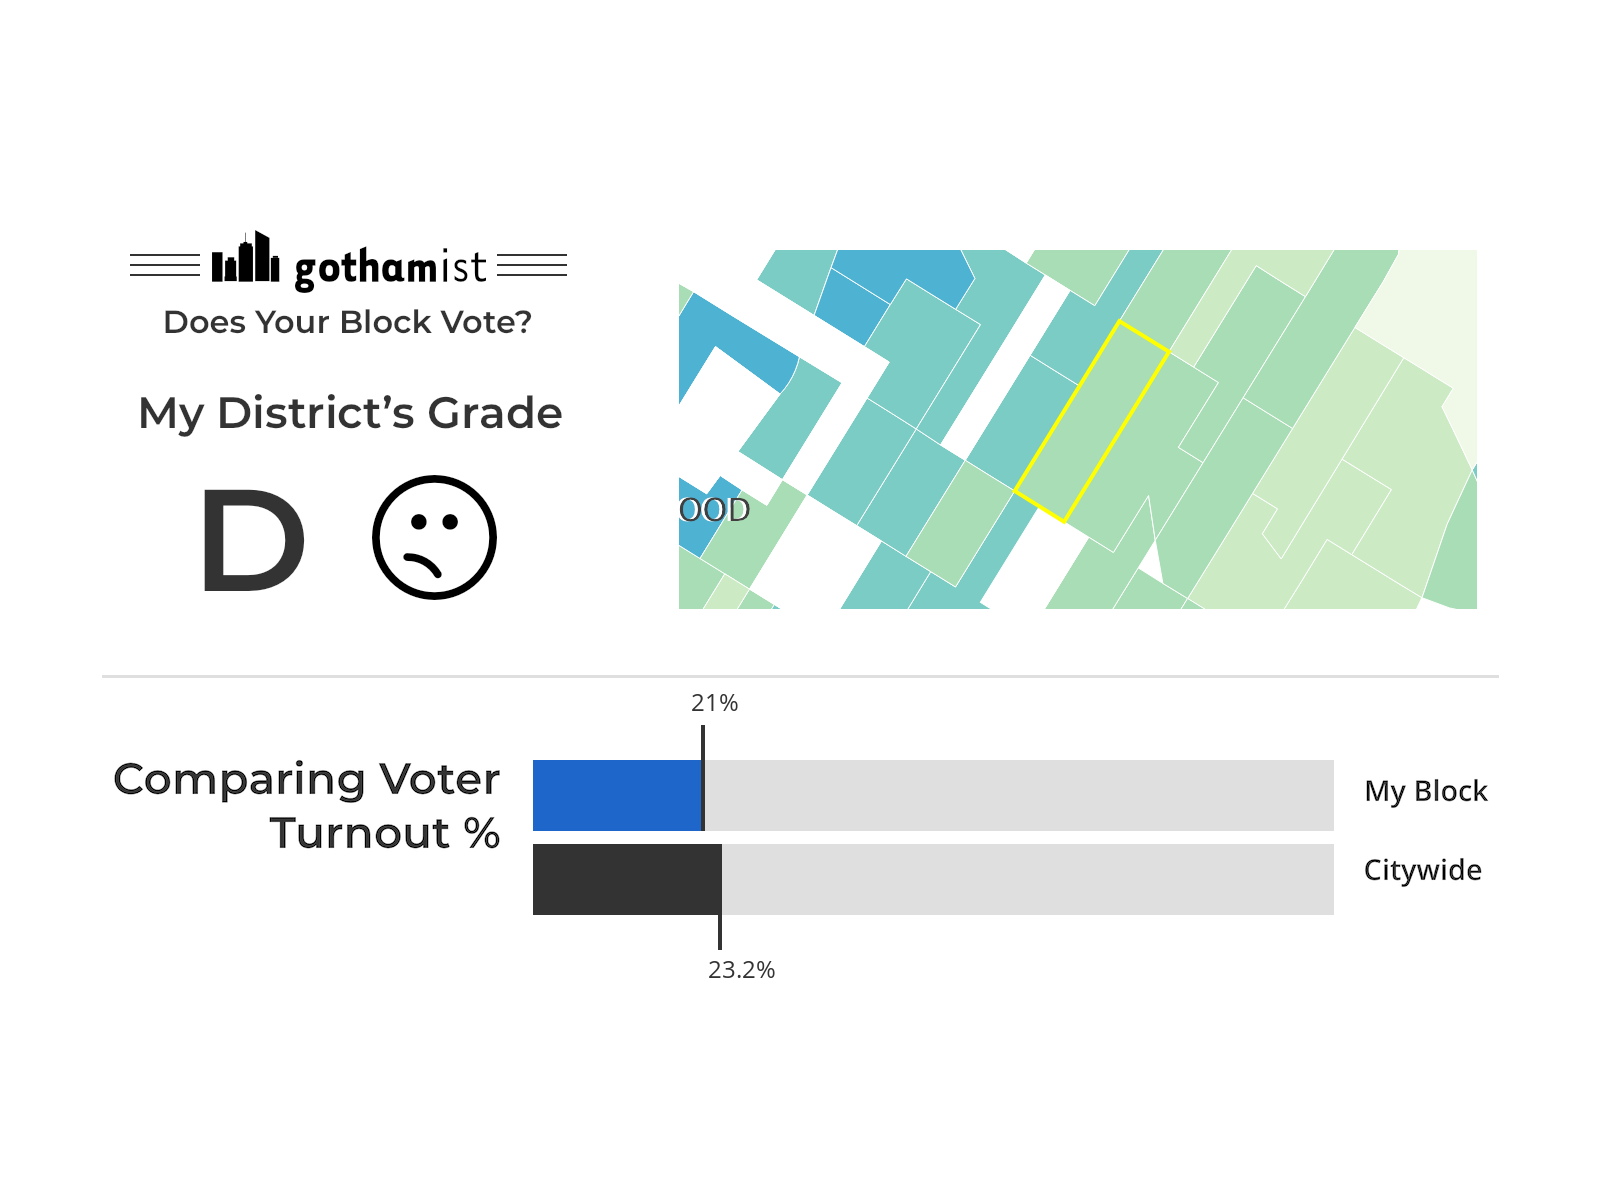 gothamist
Does Your Block Vote?
My District’s Grade
D
OOD
21%
Comparing Voter
Turnout %
My Block
Citywide
23.2%